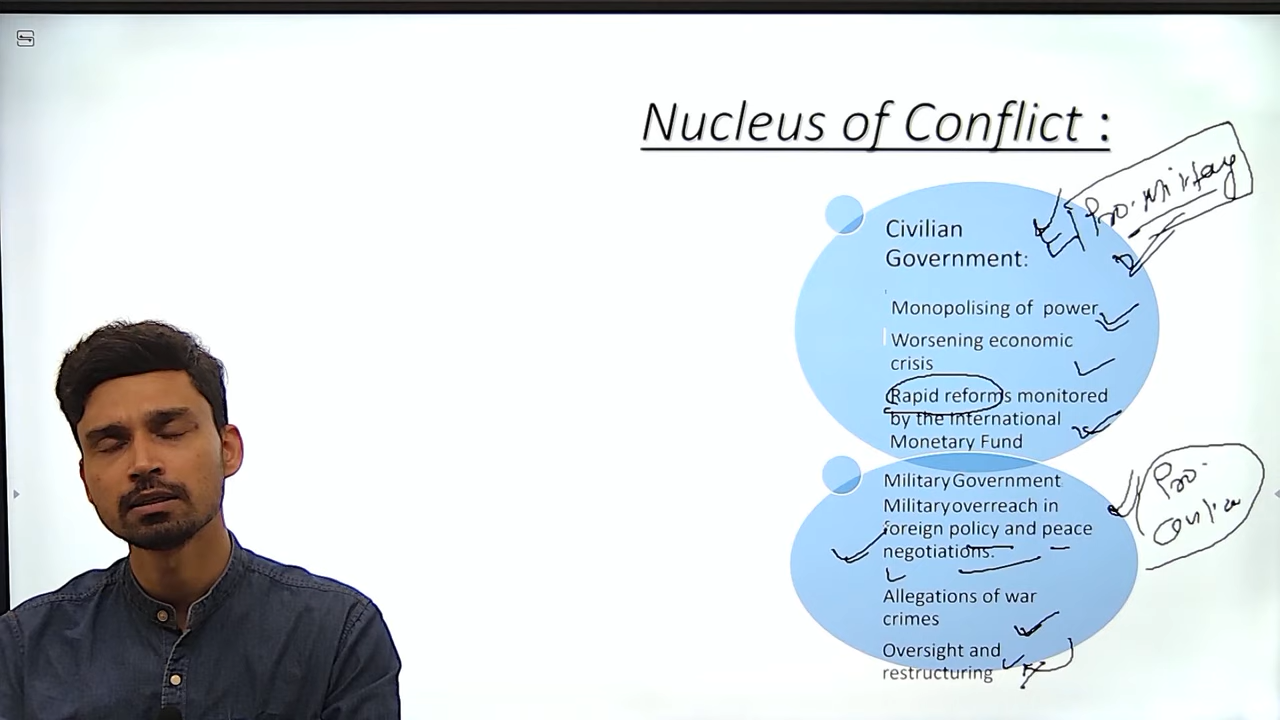 Nucleus of Conflict :
Civilian
Government:
Pro-Military
Monopolising of power
Worsening economic
crisis
Rapid reforms monitored
by the International
Monetary Fund
Military Government
Military overreach in
foreign policy and peace
negotiations.
Pro-
Allegations of war
crimes
Oversight and
restructuring